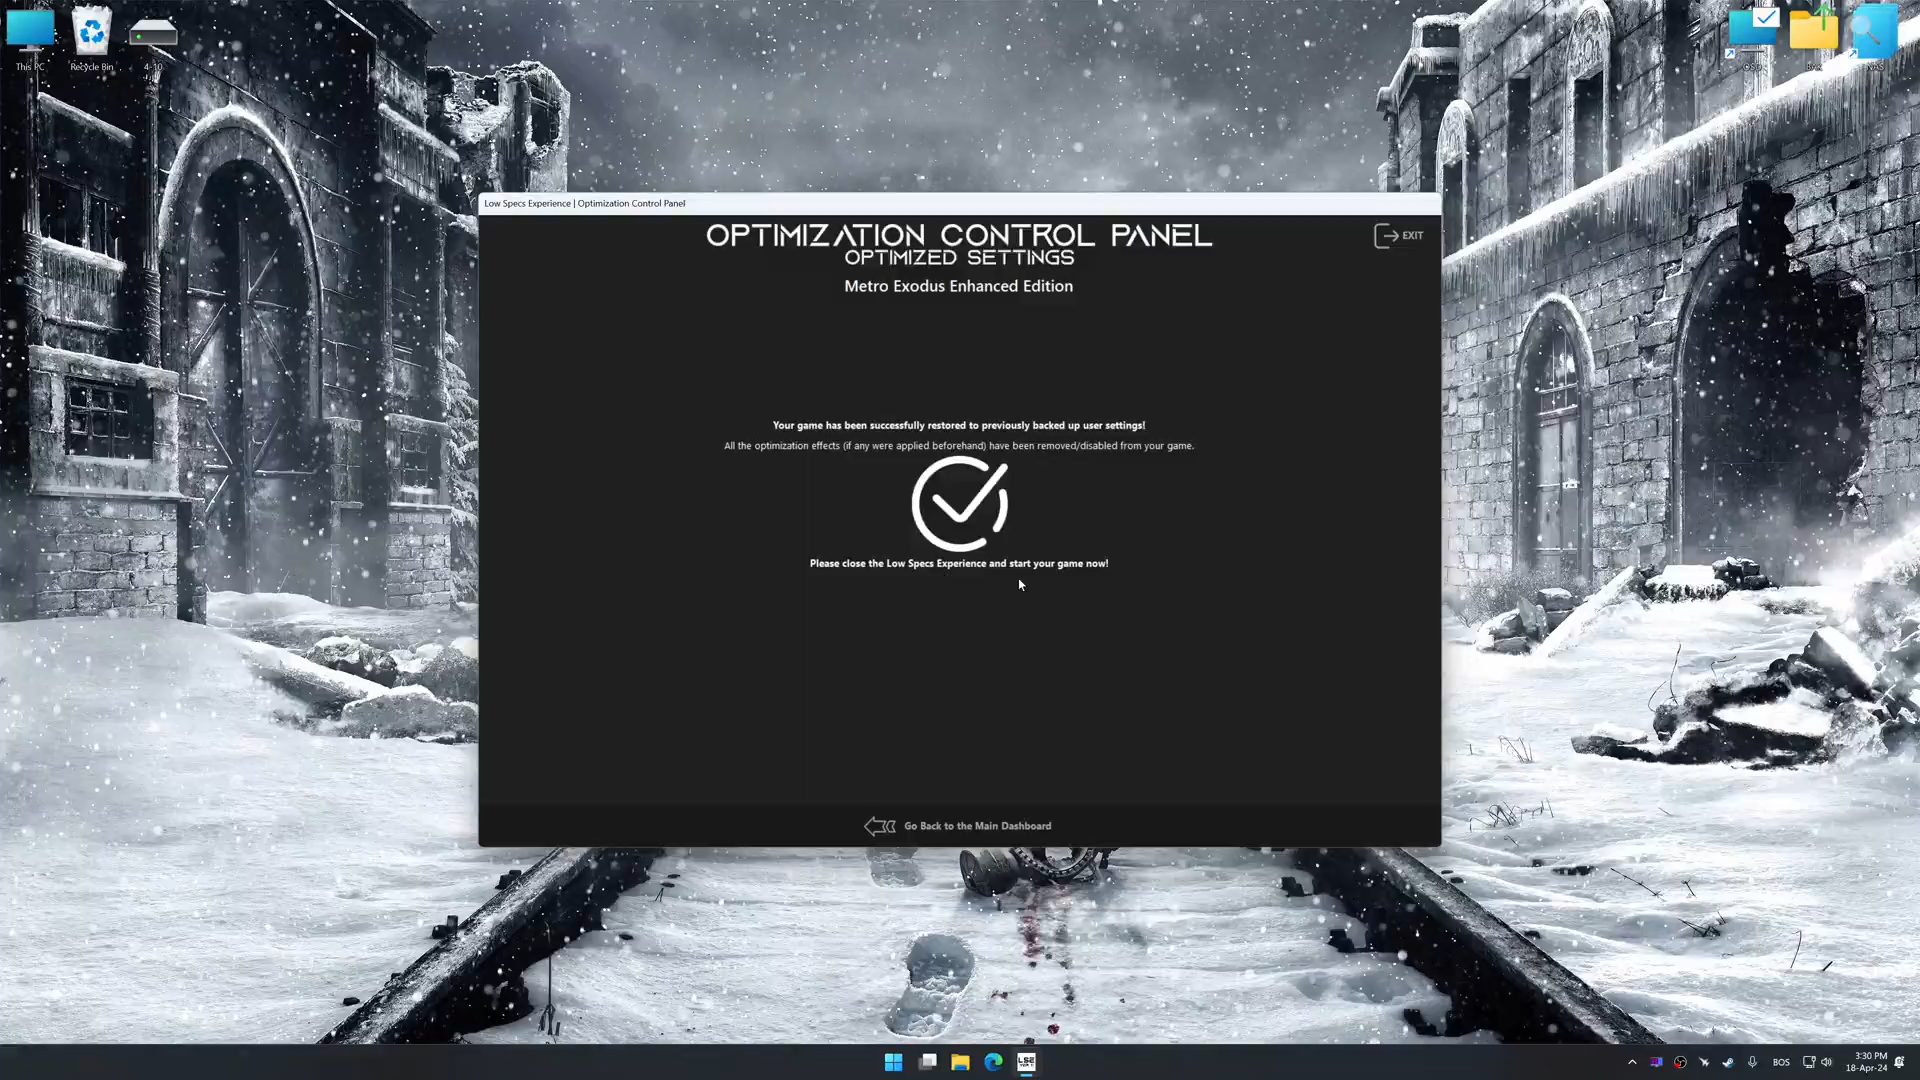 This PC
Recycle Bin
4-10
Low Specs Experience | Optimization Control Panel
OPTIMIZATION CONTROL PANEL
EXIT
OPTIMIZED SETTINGS
Metro Exodus Enhanced Edition
Your game has been successfully restored to previously backed up user settings!
All the optimization effects (if any were applied beforehand) have been removed/disabled from your game.
Please close the Low Specs Experience and start your game now!
Go Back to the Main Dashboard
LSE
BOS
3:30 PM
18-Apr-24